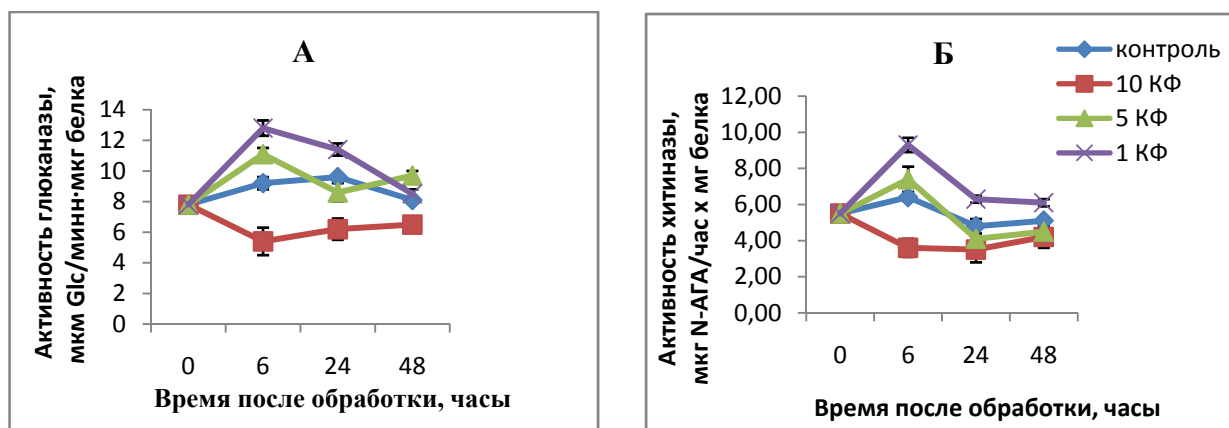 А
Активность глюканазы,
мкм Glc/минн·мкг белка
14
12
10
8
6
4
2
0
0 6 24 48
Время после обработки, часы
Б
контроль
10 КФ
5 КФ
1 КФ
Активность хитиназы,
мкг N-АГА/час х мг белка
12,00
10,00
8,00
6,00
4,00
2,00
0,00
0 6 24 48
Время после обработки, часы